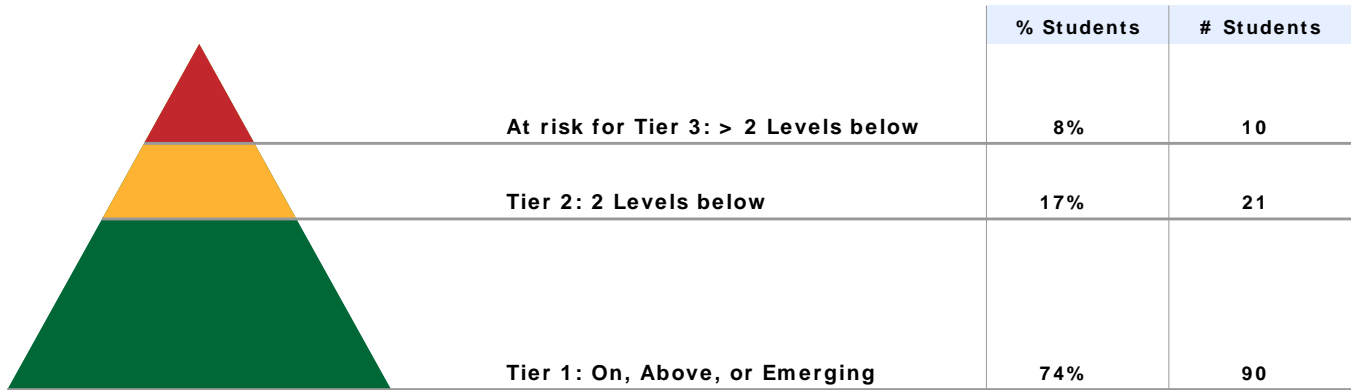 % Students # Students
At risk for Tier 3: > 2 Levels below 8% 10
Tier 2: 2 Levels below 17% 21
Tier 1: On, Above, or Emerging 74% 90